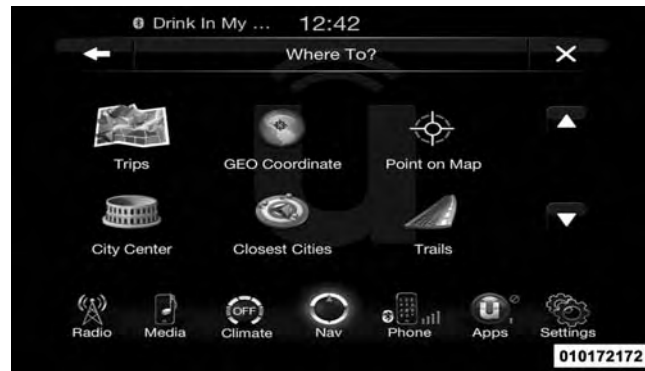 Drink In My ... 12:42
Where To?
Trips GEO Coordinate Point on Map
City Center Closest Cities Trails
OFF
Radio Media Climate Nav Phone Apps Settings
010172172